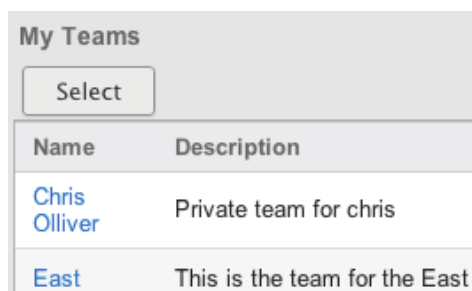 My Teams
Select
Name Description
Chris
Olliver
Private team for chris
East This is the team for the East